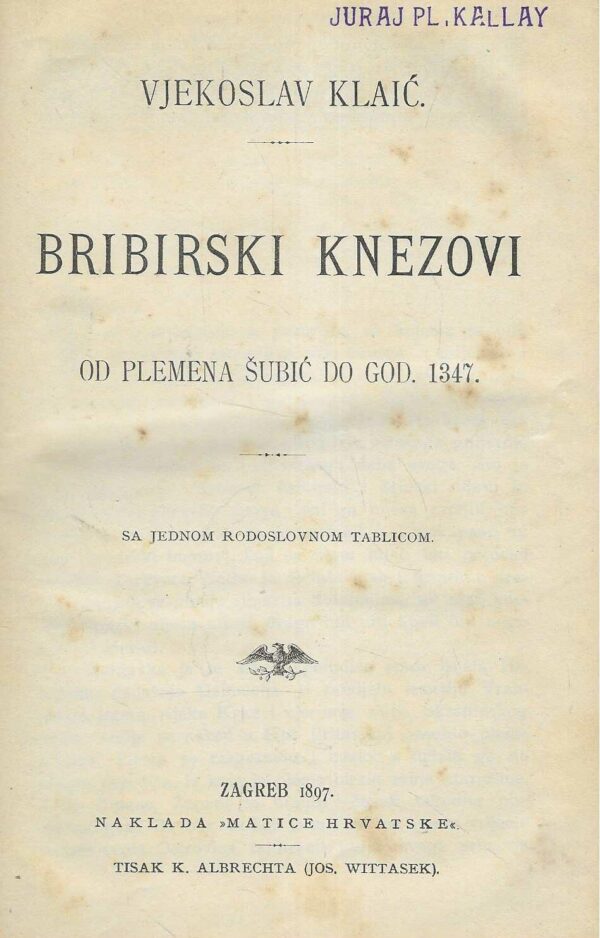 JURAJ PL. KALLAY
VJEKOSLAV KLAIĆ.
BRIBIRSKI KNEZOVI
OD PLEMENA ŠUBIĆ DO GOD. 1347.
SA JEDNOM RODOSLOVNOM TABLICOM.
ZAGREB 1897.
NAKLADA »MATICE HRVATSKE«.
TISAK K. ALBRECHTA (JOS. WITTASEK).